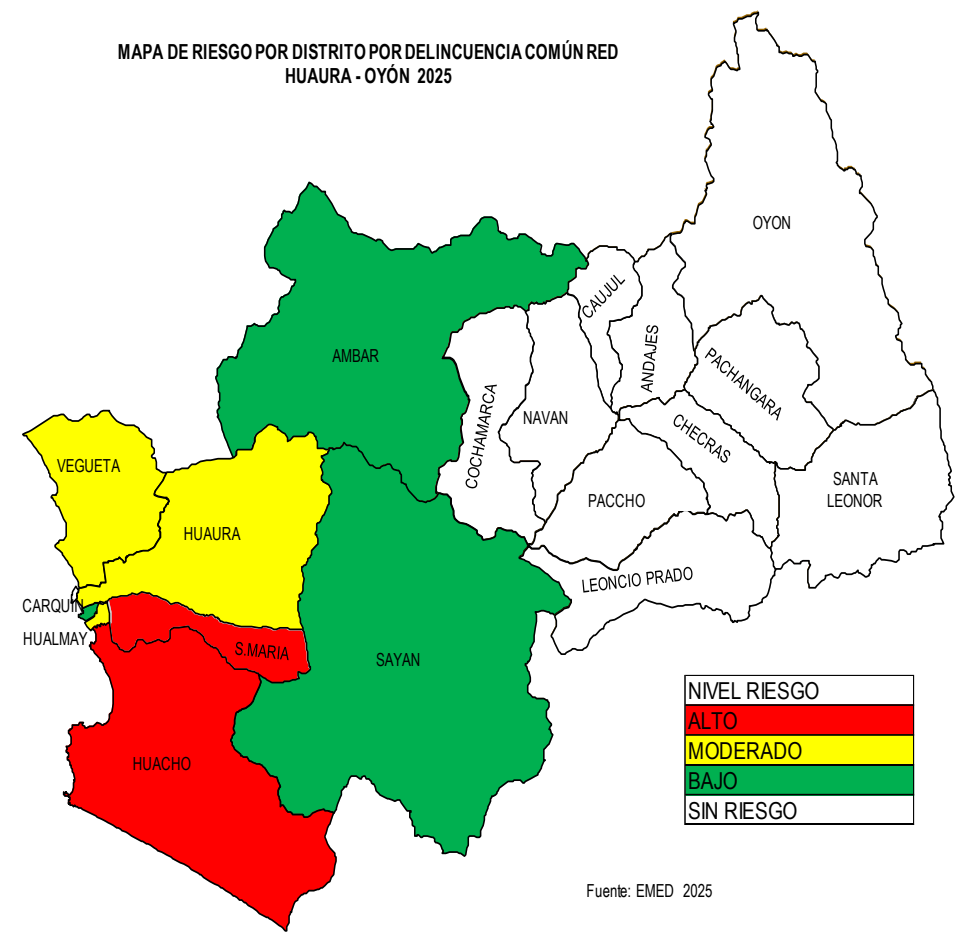 MAPA DE RIESGO POR DISTRITO POR DELINCUENCIA COMÚN RED
HUAURA - OYÓN 2025
OYON
CAUJUL
ANDAJES
AMBAR
PACHANGARA
COCHAMARCA
NAVAN
CHECRAS
VEGUETA
SANTA
LEONOR
PACCHO
HUAURA
LEONCIO PRADO
CARQUIN
HUALMAY
S.MARIA
SAYAN
HUACHO
NIVEL RIESGO
ALTO
MODERADO
BAJO
SIN RIESGO
Fuente: EMED 2025